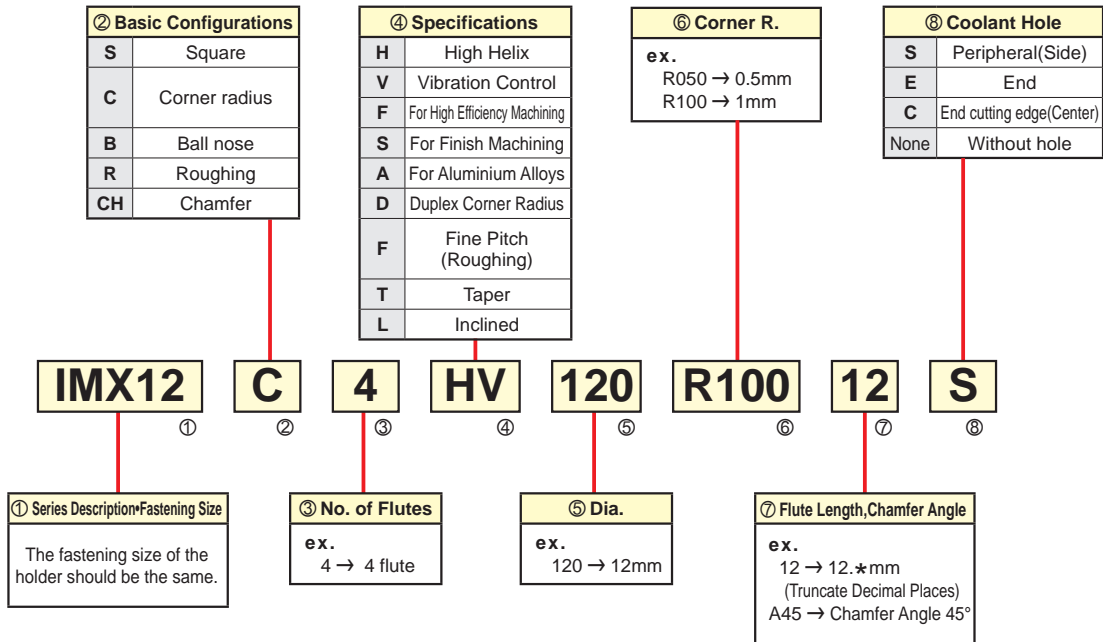 ② Basic Configurations
S Square
C Corner radius
B Ball nose
R Roughing
CH Chamfer
④ Specifications
H High Helix
V Vibration Control
F For High Efficiency Machining
S For Finish Machining
A For Aluminium Alloys
D Duplex Corner Radius
F Fine Pitch
(Roughing)
T Taper
L Inclined
⑥ Corner R.
ex.
R050 → 0.5mm
R100 → 1mm
⑧ Coolant Hole
S Peripheral(Side)
E End
C End cutting edge(Center)
None Without hole
IMX12 C 4 HV 120 R100 12 S
① ② ③ ④ ⑤ ⑥ ⑦ ⑧
① Series Description•Fastening Size
The fastening size of the
holder should be the same.
③ No. of Flutes
ex.
4 → 4 flute
⑤ Dia.
ex.
120 → 12mm
⑦ Flute Length,Chamfer Angle
ex.
12 → 12.*mm
(Truncate Decimal Places)
A45 → Chamfer Angle 45°